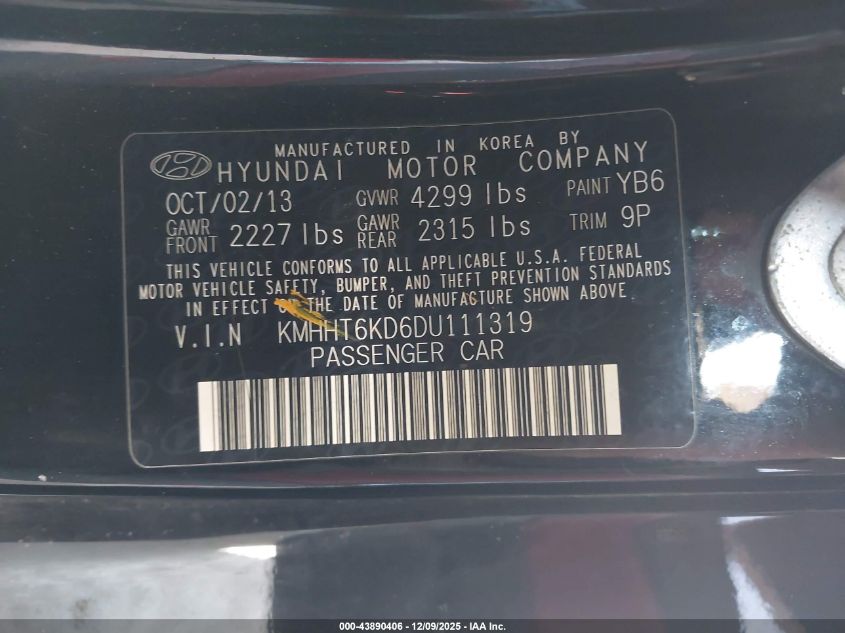 MANUFACTURED IN KOREA BY
HYUNDAI MOTOR COMPANY
OCT/02/13 GVWR 4299 lbs PAINT YB6
GAWR FRONT 2227 lbs GAWR REAR 2315 lbs TRIM 9P
THIS VEHICLE CONFORMS TO ALL APPLICABLE U.S.A. FEDERAL
MOTOR VEHICLE SAFETY, BUMPER, AND THEFT PREVENTION STANDARDS
IN EFFECT ON THE DATE OF MANUFACTURE SHOWN ABOVE
V.I.N KMHHT6KD6DU111319
PASSENGER CAR
000-43890406 - 12/09/2025 - IAA Inc.